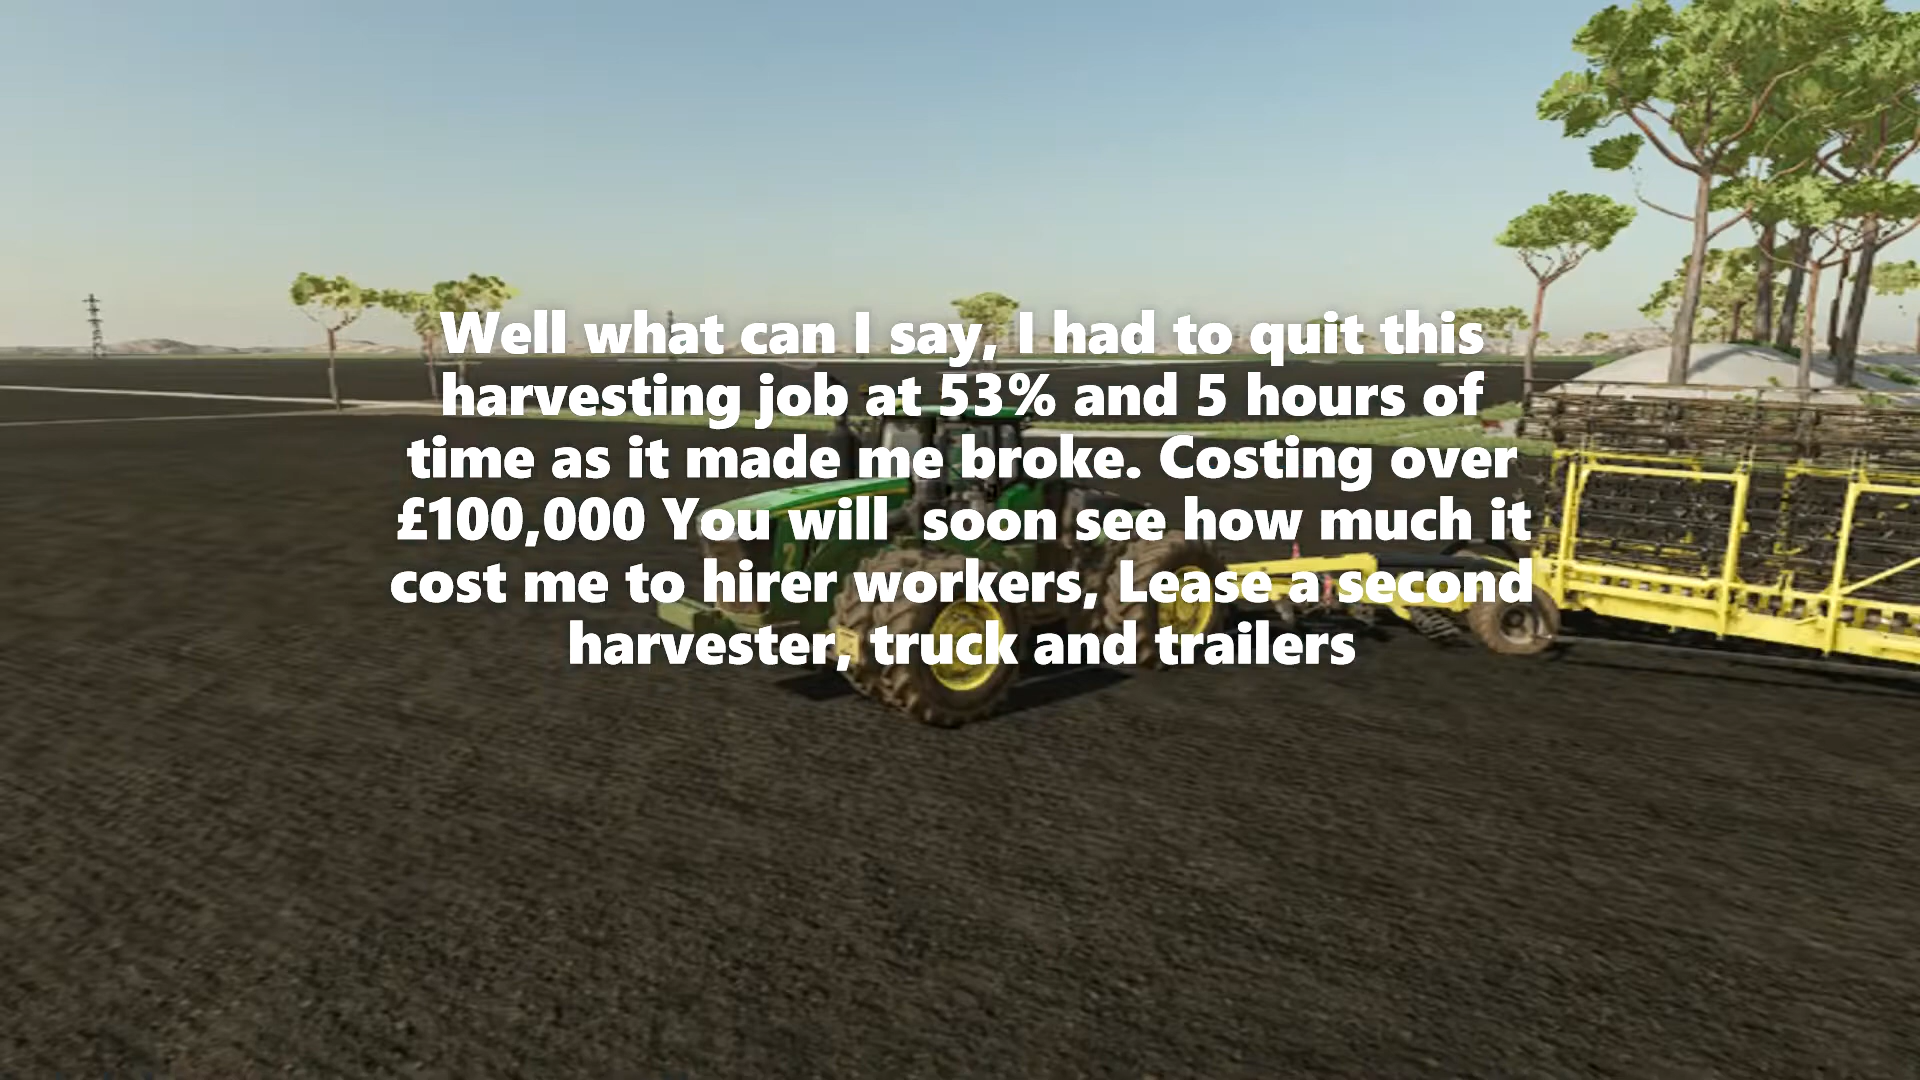 Well what can I say, I had to quit this
harvesting job at 53% and 5 hours of
time as it made me broke. Costing over
£100,000 You will  soon see how much it
cost me to hirer workers, Lease a second
harvester, truck and trailers